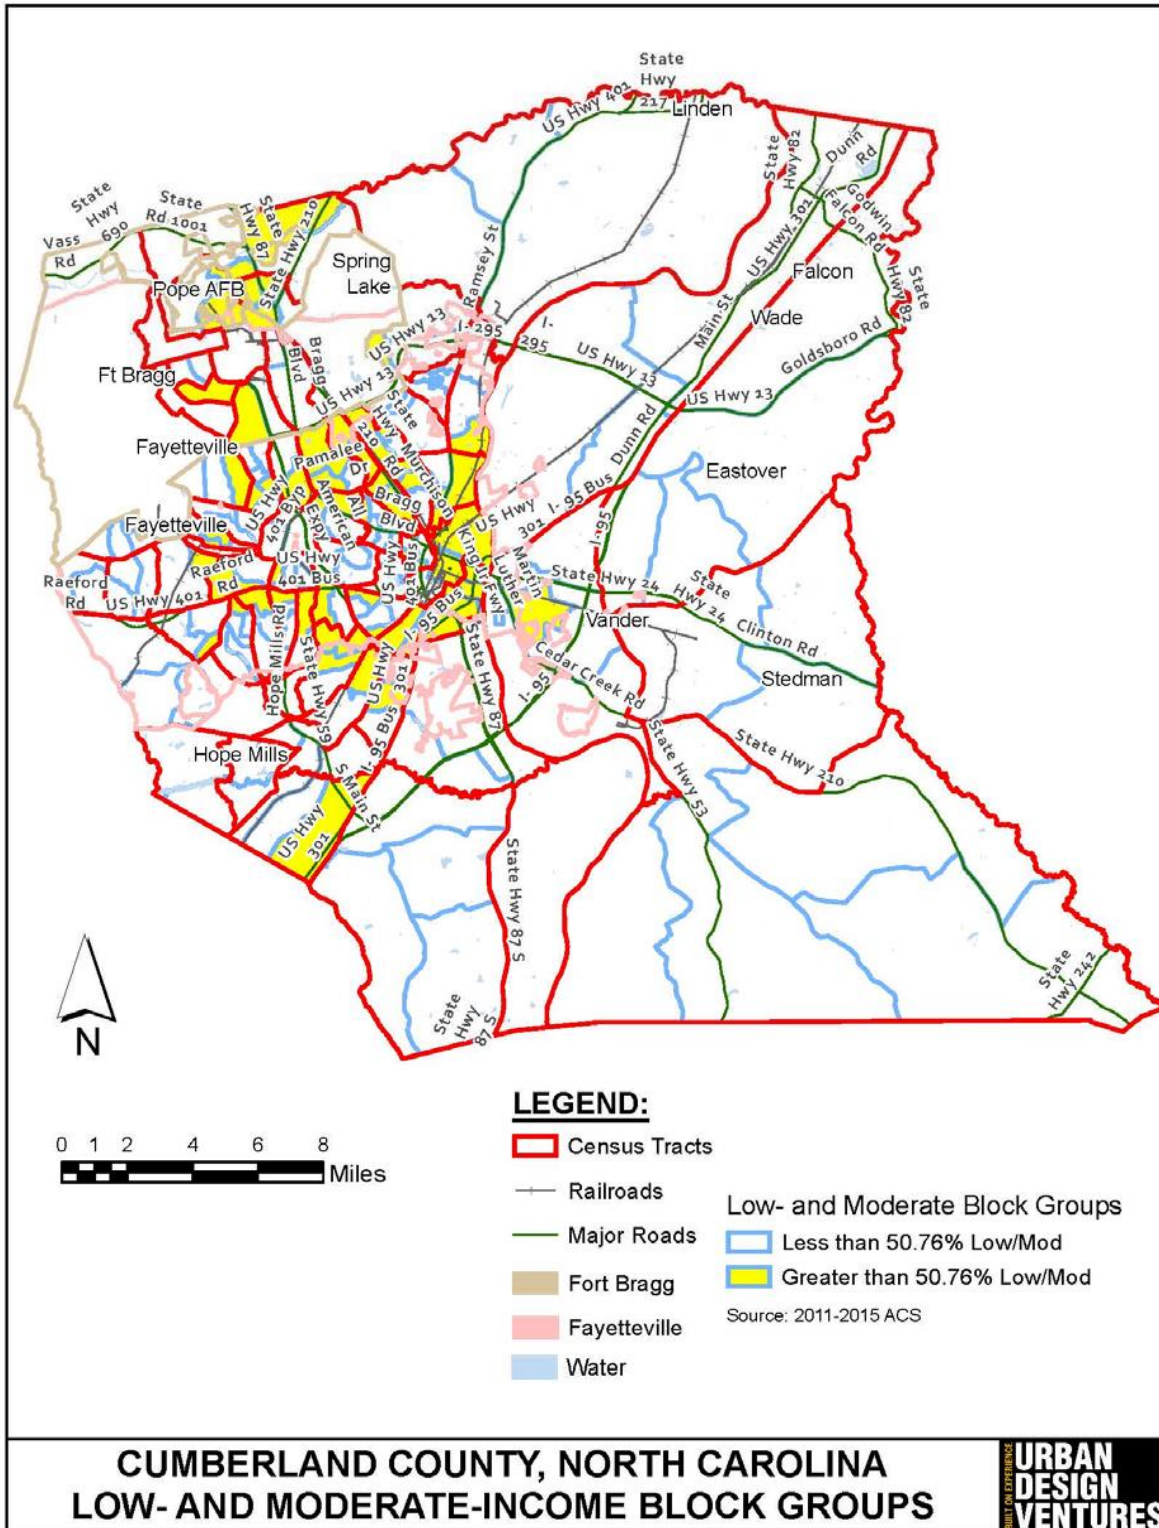 State
Hwy
217
US Hwy 401
Linden
State
Hwy 82
Dunn
Rd
Godwin
Falcon Rd
US Hwy 301
State
Hwy 82
Falcon
Wade
Main St
Goldsboro Rd
US Hwy 13
State
Hwy
690
Vass
Rd
State
Rd 1001
State
Hwy 87
State Hwy 210
Spring
Lake
Pope AFB
Ramsey St
I- 295
I-
295
US Hwy 13
US Hwy 13
US Hwy 13
Ft Bragg
Bragg
Blvd
State
Hwy
210
Murchison
Rd
Fayetteville
Pamalee
Dr
All
American
Expy
Bragg
Blvd
US Hwy
401 Byp
Dunn Rd
Eastover
US Hwy
301
I- 95 Bus
I- 95
Fayetteville
Raeford
Rd
US Hwy
401 Bus
US Hwy
401 Bus
Martin
Luther
King Jr Fwy
State Hwy 24
State
Hwy 24
Clinton Rd
Raeford
Rd
US Hwy 401
I- 95 Bus
Vander
Stedman
Hope Mills Rd
State Hwy 59
US Hwy
301
I- 95 Bus
State Hwy 87
Cedar Creek Rd
I- 95
State Hwy 53
State Hwy 210
Hope Mills
S Main St
US Hwy
301
State Hwy 87 S
State
Hwy
87 S
State
Hwy 242
N
0 1 2 4 6 8
Miles
LEGEND:
Census Tracts
Railroads
Major Roads
Fort Bragg
Fayetteville
Water
Low- and Moderate Block Groups
Less than 50.76% Low/Mod
Greater than 50.76% Low/Mod
Source: 2011-2015 ACS
CUMBERLAND COUNTY, NORTH CAROLINA
LOW- AND MODERATE-INCOME BLOCK GROUPS
BUILT ON EXPERIENCE
URBAN
DESIGN
VENTURES